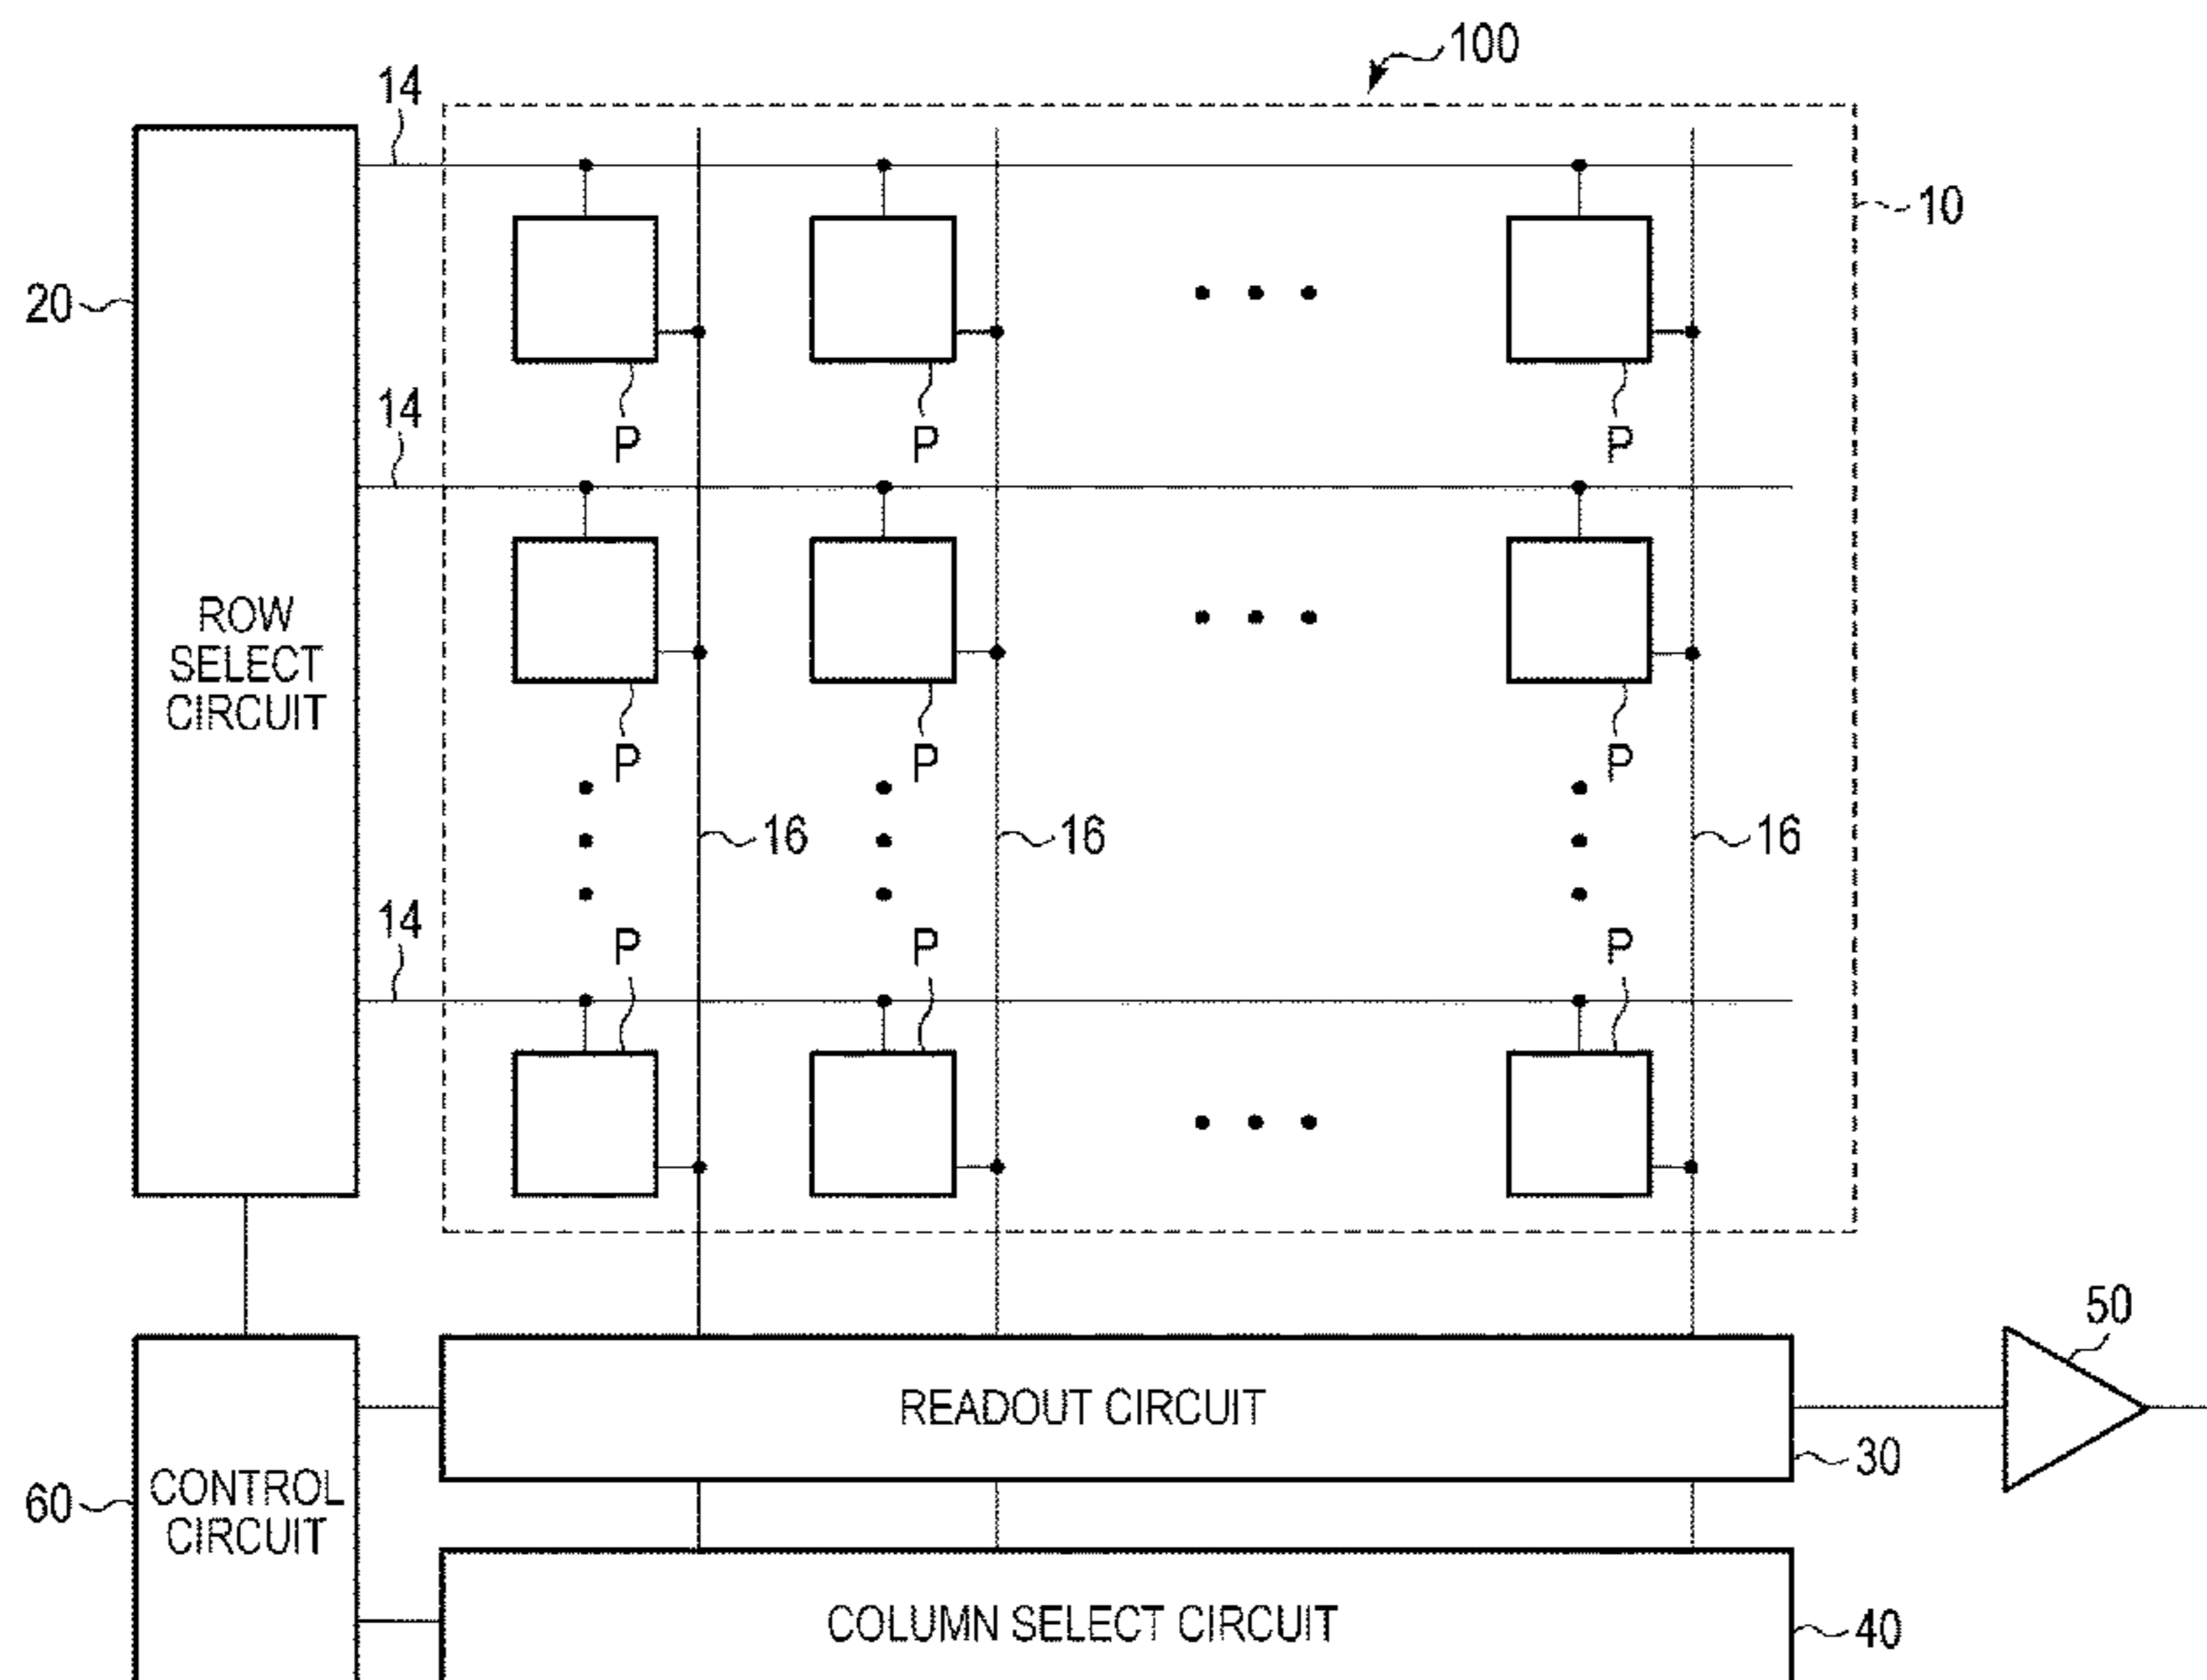 100
14
10
20
P P P
14
ROW
SELECT
CIRCUIT
P P P
16 16 16
14
P P P
50
READOUT CIRCUIT
30
60
CONTROL
CIRCUIT
COLUMN SELECT CIRCUIT
40